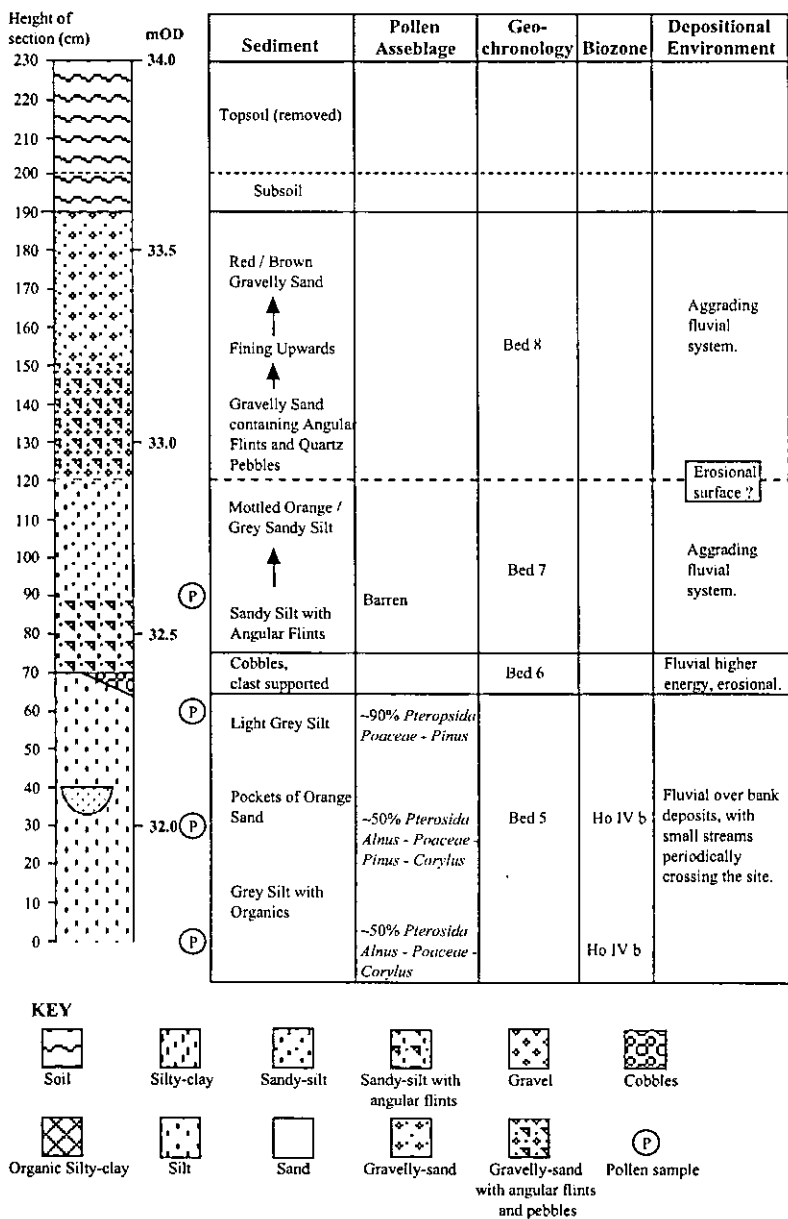 Height of
section (cm)
mOD
Sediment
Pollen
Asseblage
Geo-
chronology
Biozone
Depositional
Environment
230
220
210
200
190
180
170
160
150
140
130
120
110
100
90
80
70
60
50
40
30
20
10
0
34.0
33.5
33.0
32.5
32.0
P
P
P
P
Topsoil (removed)
Subsoil
Red / Brown
Gravelly Sand
Fining Upwards
Gravelly Sand
containing Angular
Flints and Quartz
Pebbles
Bed 8
Aggrading
fluvial
system.
Erosional
surface ?
Mottled Orange /
Grey Sandy Silt
Sandy Silt with
Angular Flints
Barren
Bed 7
Aggrading
fluvial
system.
Cobbles,
clast supported
Bed 6
Fluvial higher
energy, erosional.
Light Grey Silt
~90% Pteropsida
Poaceae - Pinus
Pockets of Orange
Sand
~50% Pterosida
Alnus - Poaceae -
Pinus - Corylus
Bed 5
Ho IV b
Fluvial over bank
deposits, with
small streams
periodically
crossing the site.
Grey Silt with
Organics
~50% Pterosida
Alnus - Poaceae -
Corylus
Ho IV b
KEY
Soil
Silty-clay
Sandy-silt
Sandy-silt with
angular flints
Gravel
Cobbles
Organic Silty-clay
Silt
Sand
Gravelly-sand
Gravelly-sand
with angular flints
and pebbles
P
Pollen sample